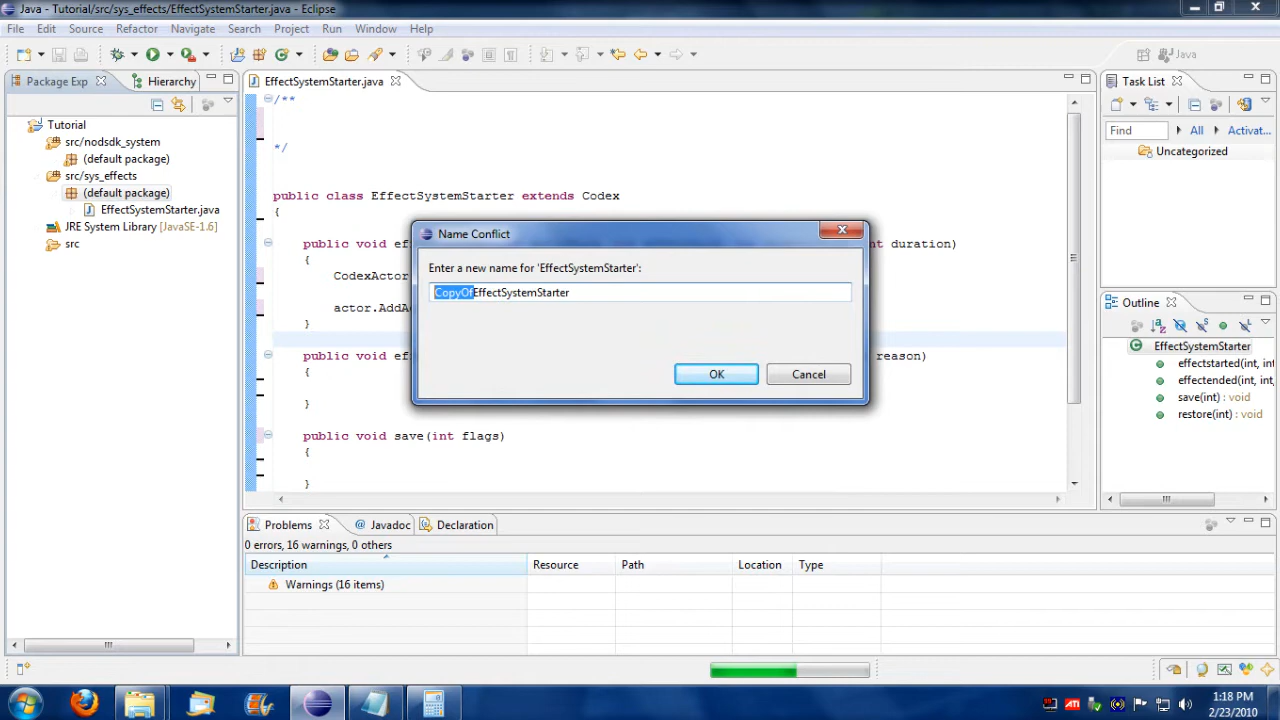 Java - Tutorial/src/sys_effects/EffectSystemStarter.java - Eclipse
File Edit Source Refactor Navigate Search Project Run Window Help
Java
Package Exp
Hierarchy
EffectSystemStarter.java
Task List
Tutorial
src/nodsdk_system
(default package)
src/sys_effects
(default package)
EffectSystemStarter.java
JRE System Library [JavaSE-1.6]
src
/**
*/
public class EffectSystemStarter extends Codex
{
public void ef
nt duration)
{
CodexActor
actor.AddA
}
public void ef
reason)
{
}
public void save(int flags)
{
}
Name Conflict
Enter a new name for 'EffectSystemStarter':
CopyOfEffectSystemStarter
OK Cancel
Find All Activat...
Uncategorized
Outline
EffectSystemStarter
effectstarted(int, int
effectended(int, int,
save(int) : void
restore(int) : void
Problems @ Javadoc Declaration
0 errors, 16 warnings, 0 others
Description Resource Path Location Type
Warnings (16 items)
ATI
1:18 PM
2/23/2010